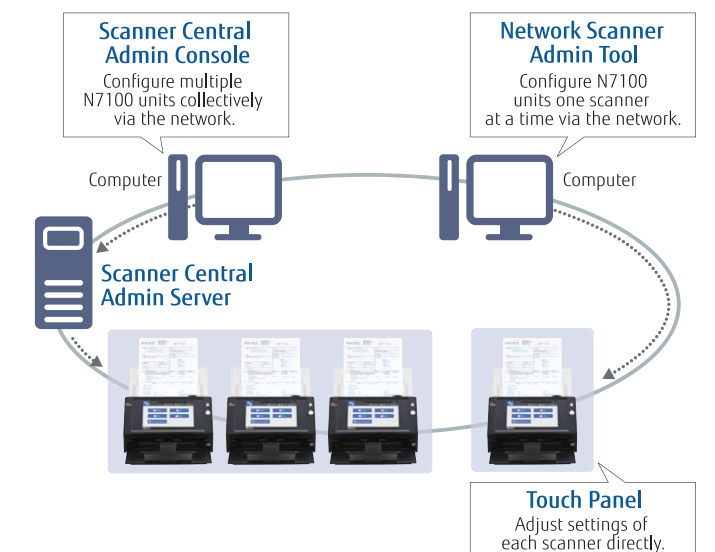 Scanner Central
Admin Console
Configure multiple
N7100 units collectively
via the network.
Network Scanner
Admin Tool
Configure N7100
units one scanner
at a time via the network.
Computer
Computer
Scanner Central
Admin Server
Touch Panel
Adjust settings of
each scanner directly.